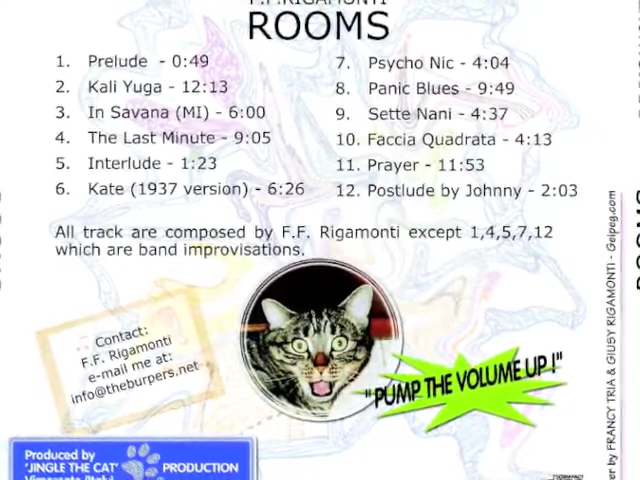 F.F.RIGAMONTI
ROOMS
1. Prelude - 0:49
2. Kali Yuga - 12:13
3. In Savana (MI) - 6:00
4. The Last Minute - 9:05
5. Interlude - 1:23
6. Kate (1937 version) - 6:26
7. Psycho Nic - 4:04
8. Panic Blues - 9:49
9. Sette Nani - 4:37
10. Faccia Quadrata - 4:13
11. Prayer - 11:53
12. Postlude by Johnny - 2:03
All track are composed by F.F. Rigamonti except 1,4,5,7,12
which are band improvisations.
Contact:
F.F. Rigamonti
e-mail me at:
info@theburpers.net
"PUMP THE VOLUME UP !"
Produced by
'JINGLE THE CAT' PRODUCTION
by FRANCY TRIA & GIUSY RIGAMONTI - Geipeg.com